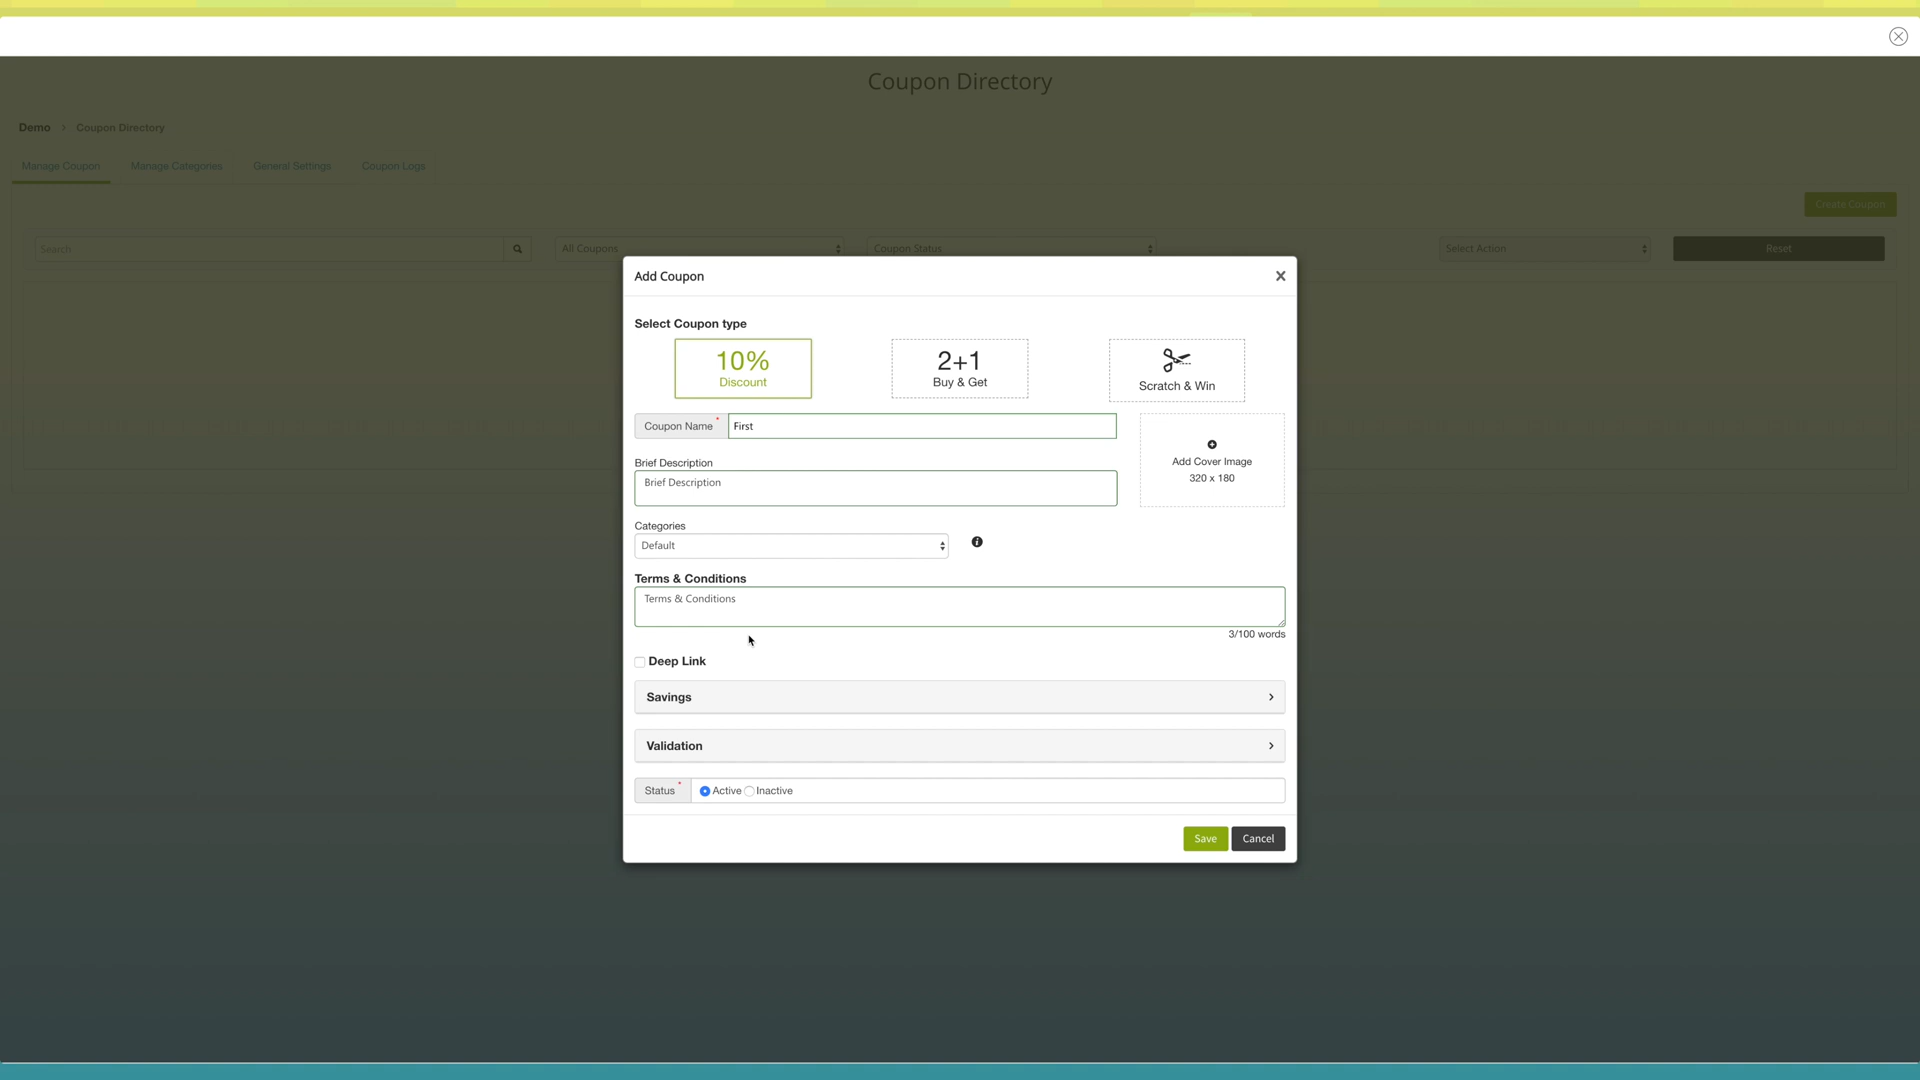 Coupon Directory
Demo > Coupon Directory
Manage Coupon Manage Categories General Settings Coupon Logs
Create Coupon
Search All Coupons Coupon Status Select Action Reset
Add Coupon
Select Coupon type
10% 2+1
Discount Buy & Get Scratch & Win
Coupon Name * First
Add Cover Image
320 x 180
Brief Description
Brief Description
Categories
Default
Terms & Conditions
Terms & Conditions
3/100 words
Deep Link
Savings
Validation
Status * Active Inactive
Save Cancel